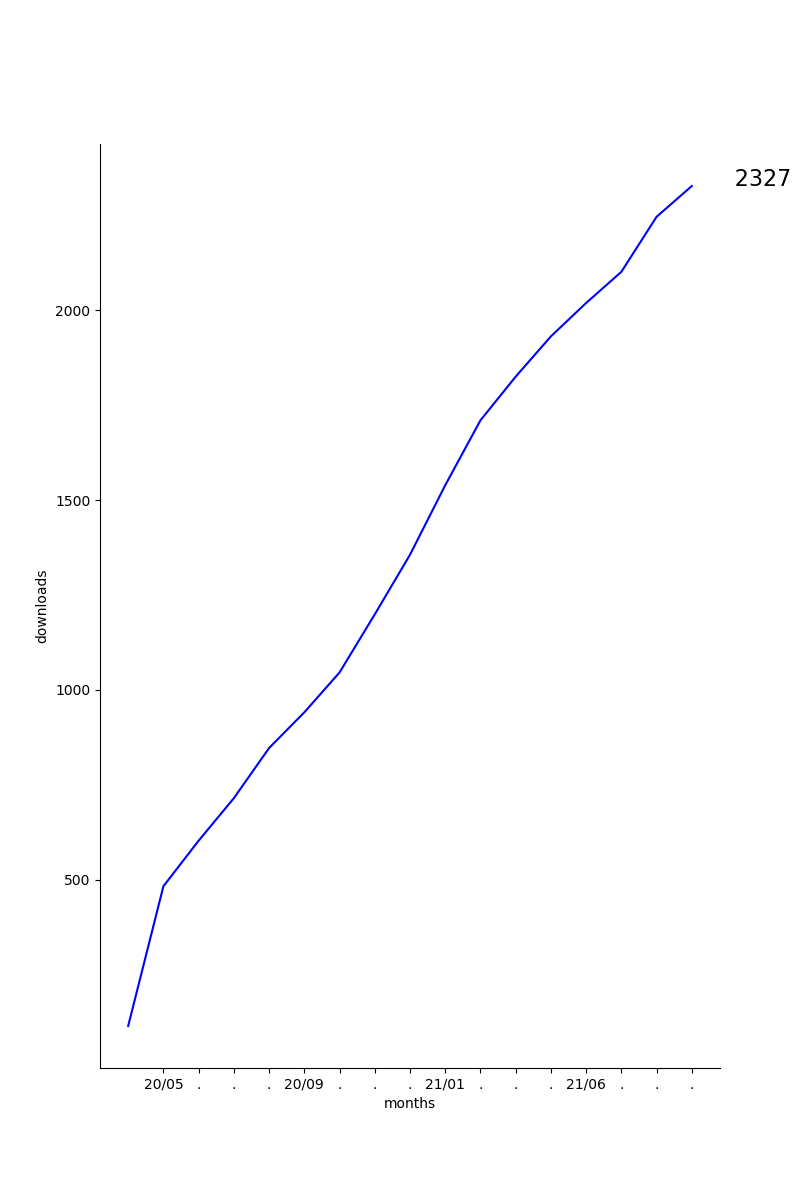 2327
2000
1500
1000
500
downloads
20/05 . . . 20/09 . . . 21/01 . . . 21/06 . . .
months